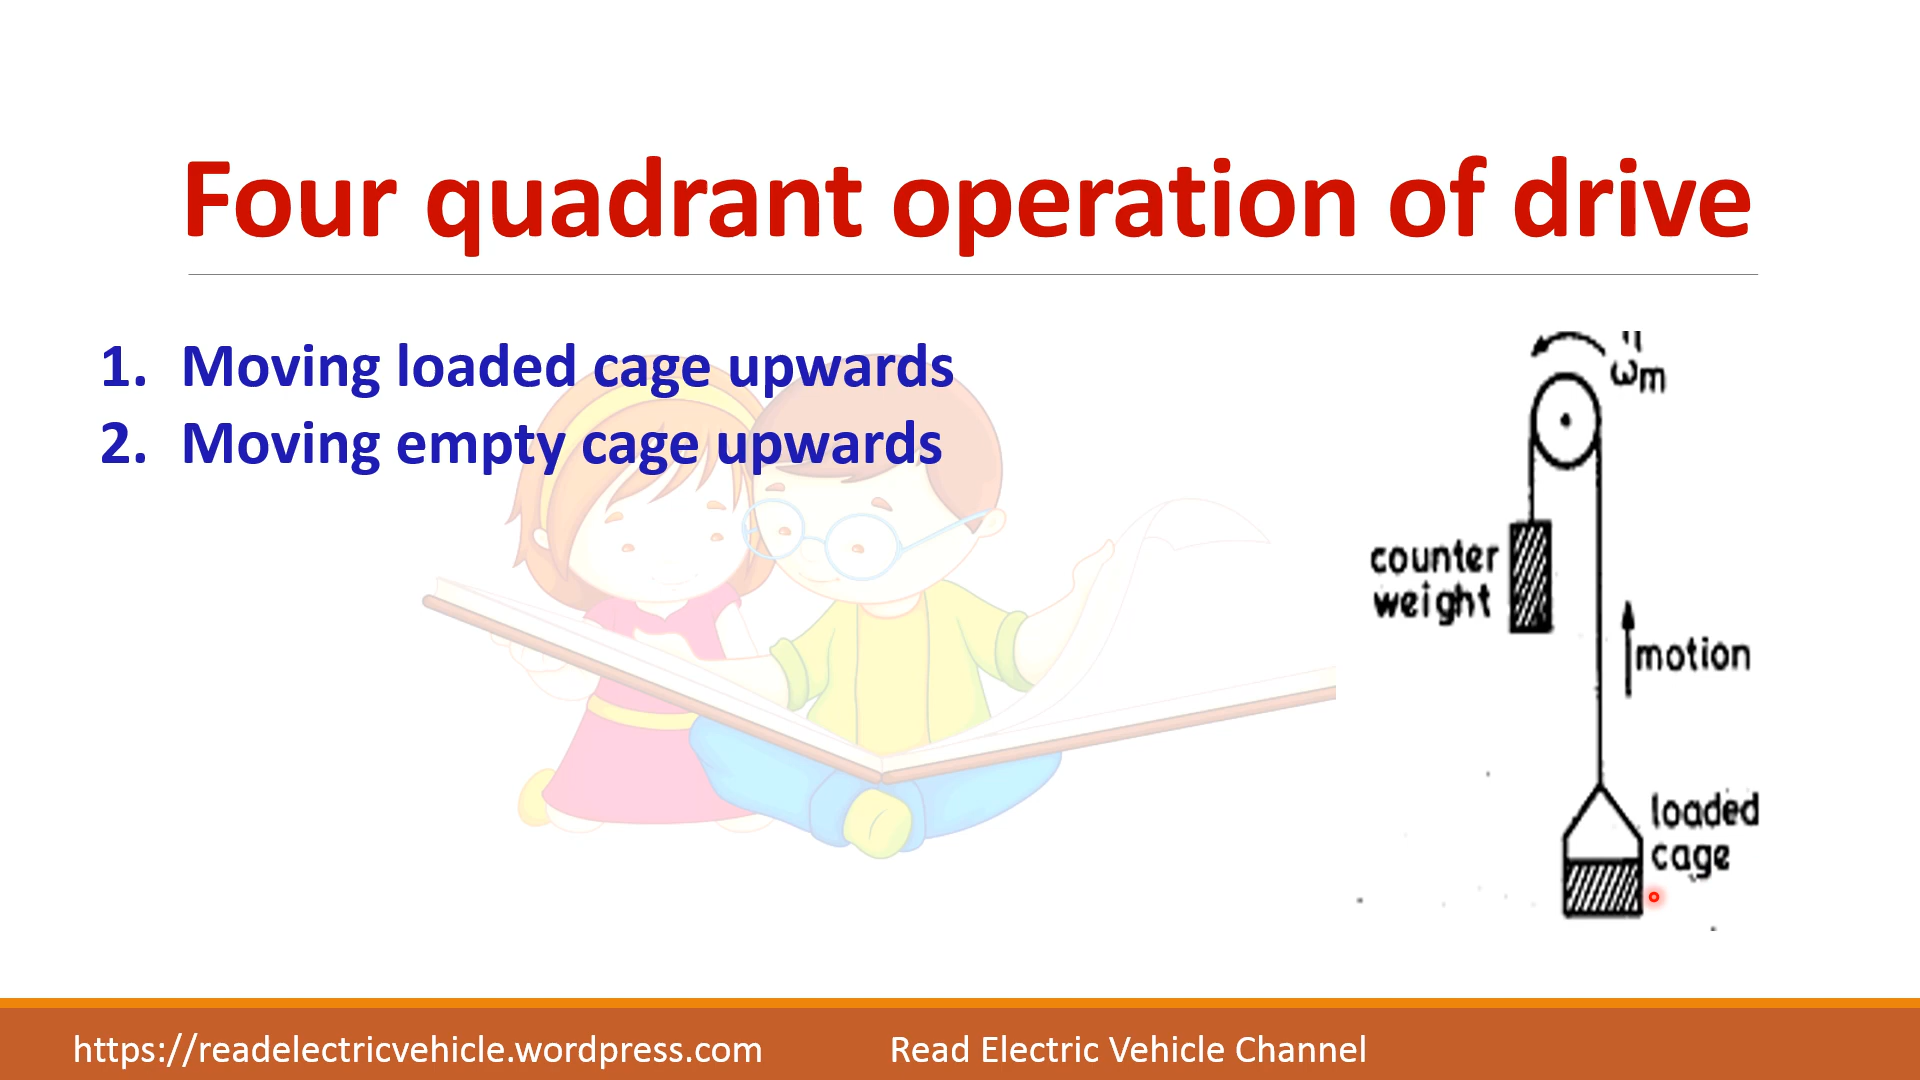 Four quadrant operation of drive
1. Moving loaded cage upwards
2. Moving empty cage upwards
ωm
counter
weight
motion
loaded
cage
https://readelectricvehicle.wordpress.com
Read Electric Vehicle Channel